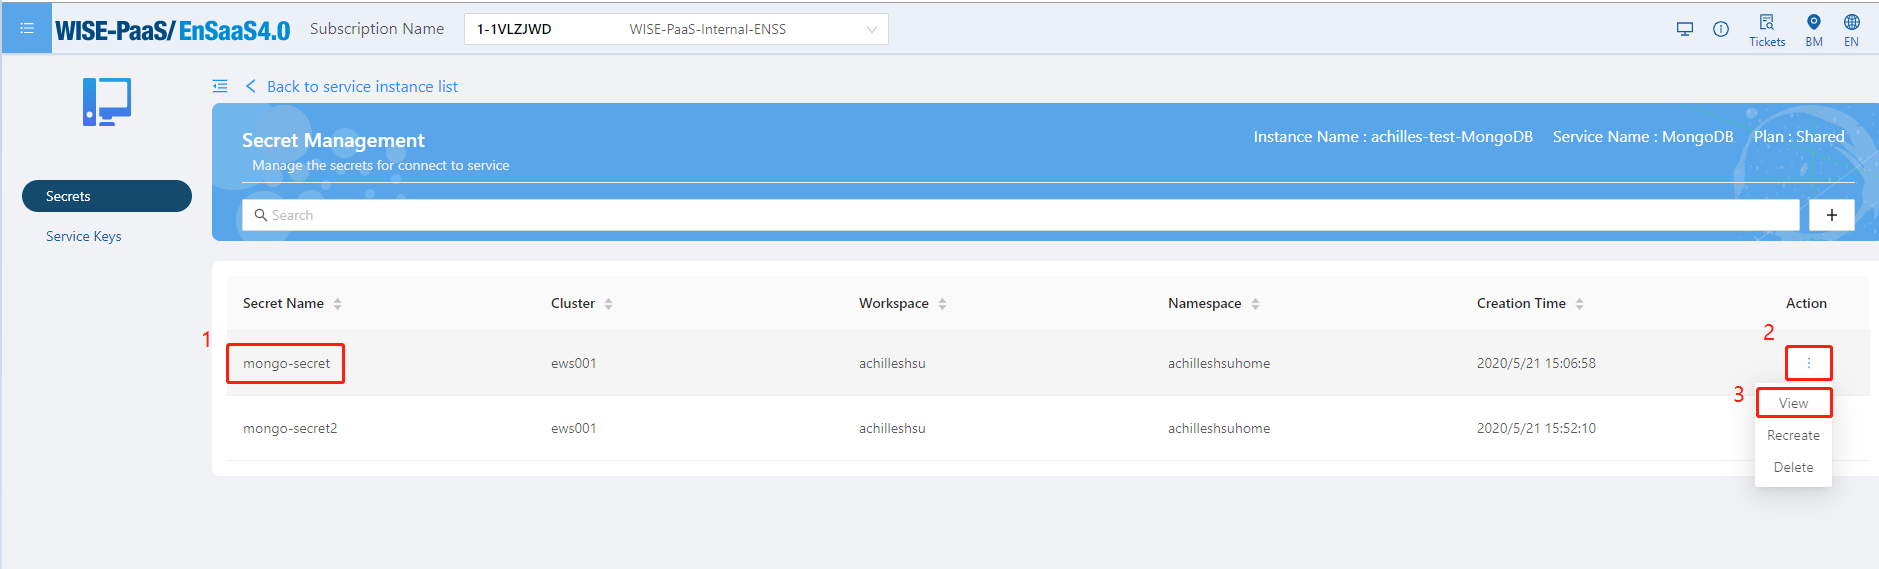 WISE-PaaS/EnSaaS4.0 Subscription Name 1-1VLZJWD WISE-PaaS-Internal-ENSS Tickets BM EN
Back to service instance list
Secret Management Instance Name : achilles-test-MongoDB Service Name : MongoDB Plan : Shared
Manage the secrets for connect to service
Secrets
Search +
Service Keys
Secret Name Cluster Workspace Namespace Creation Time Action
1 2
mongo-secret ews001 achilleshsu achilleshsuhome 2020/5/21 15:06:58
3 View
mongo-secret2 ews001 achilleshsu achilleshsuhome 2020/5/21 15:52:10
Recreate
Delete